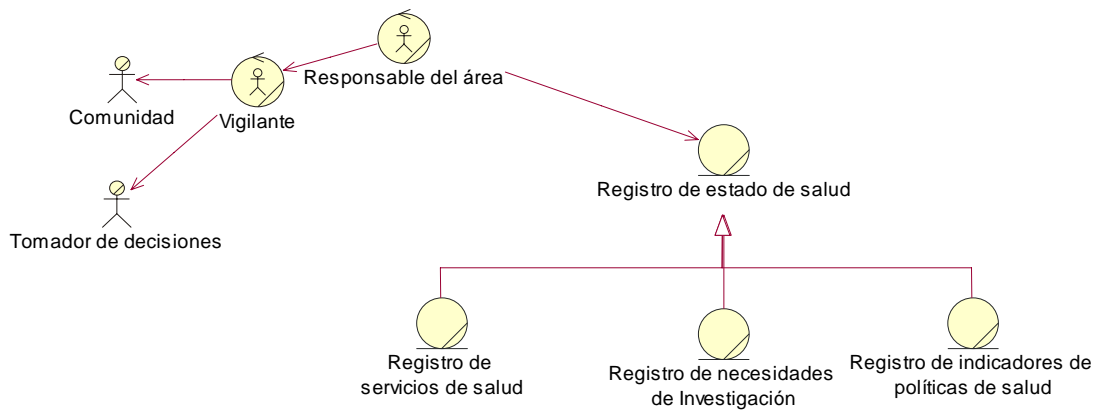 Responsable del área
Comunidad
Vigilante
Registro de estado de salud
Tomador de decisiones
Registro de
servicios de salud
Registro de necesidades
de Investigación
Registro de indicadores de
políticas de salud